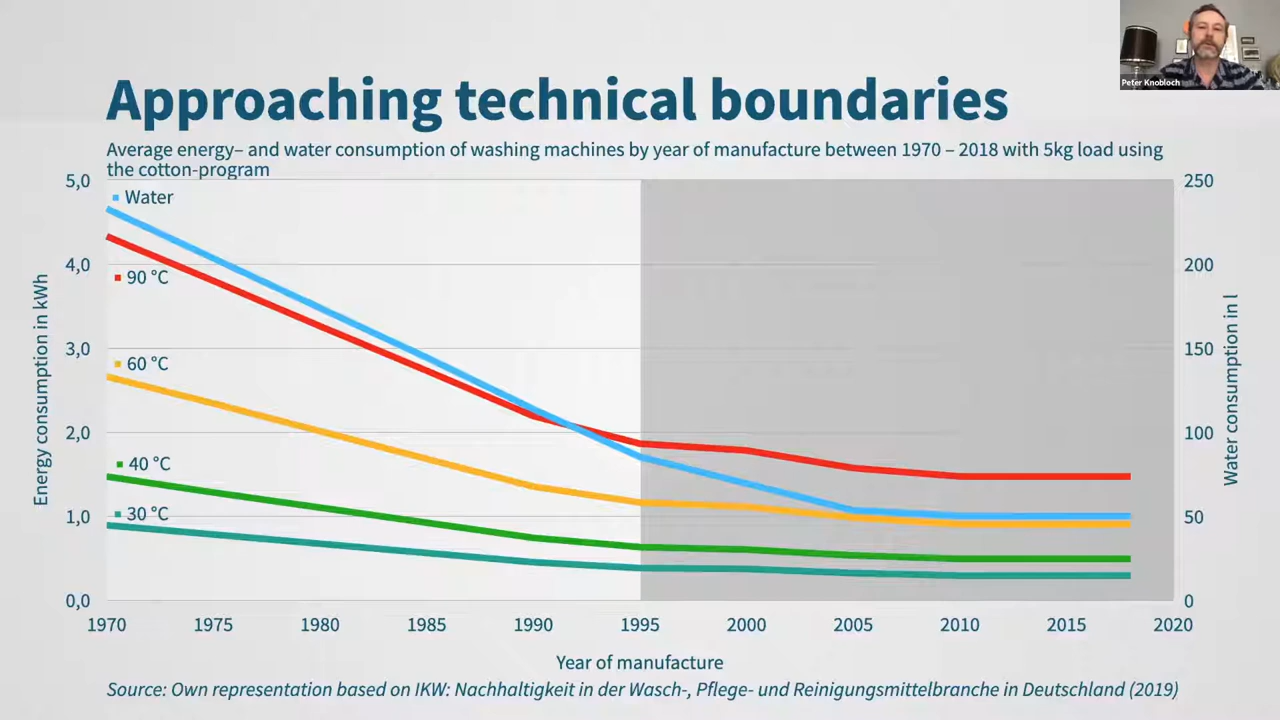 Peter Knobloch
Approaching technical boundaries
Average energy– and water consumption of washing machines by year of manufacture between 1970 – 2018 with 5kg load using
the cotton-program
Energy consumption in kWh
5,0
4,0
3,0
2,0
1,0
0,0
Water
90 °C
60 °C
40 °C
30 °C
250
200
150
100
50
0
Water consumption in l
1970 1975 1980 1985 1990 1995 2000 2005 2010 2015 2020
Year of manufacture
Source: Own representation based on IKW: Nachhaltigkeit in der Wasch-, Pflege- und Reinigungsmittelbranche in Deutschland (2019)